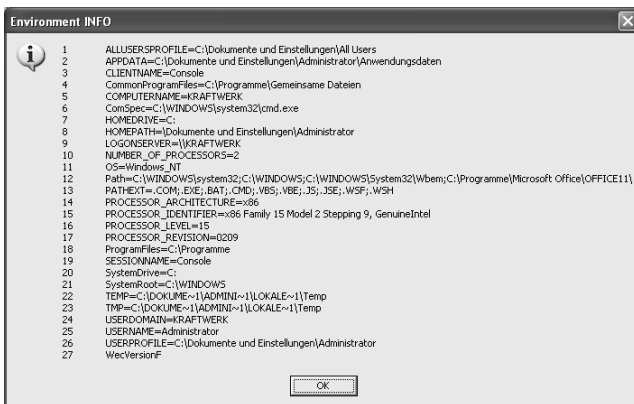 Environment INFO
1 ALLUSERSPROFILE=C:\Dokumente und Einstellungen\All Users
2 APPDATA=C:\Dokumente und Einstellungen\Administrator\Anwendungsdaten
3 CLIENTNAME=Console
4 CommonProgramFiles=C:\Programme\Gemeinsame Dateien
5 COMPUTERNAME=KRAFTWERK
6 ComSpec=C:\WINDOWS\system32\cmd.exe
7 HOMEDRIVE=C:
8 HOMEPATH=\Dokumente und Einstellungen\Administrator
9 LOGONSERVER=\\KRAFTWERK
10 NUMBER_OF_PROCESSORS=2
11 OS=Windows_NT
12 Path=C:\WINDOWS\system32;C:\WINDOWS;C:\WINDOWS\System32\Wbem;C:\Programme\Microsoft Office\OFFICE11\
13 PATHEXT=.COM;.EXE;.BAT;.CMD;.VBS;.VBE;.JS;.JSE;.WSF;.WSH
14 PROCESSOR_ARCHITECTURE=x86
15 PROCESSOR_IDENTIFIER=x86 Family 15 Model 2 Stepping 9, GenuineIntel
16 PROCESSOR_LEVEL=15
17 PROCESSOR_REVISION=0209
18 ProgramFiles=C:\Programme
19 SESSIONNAME=Console
20 SystemDrive=C:
21 SystemRoot=C:\WINDOWS
22 TEMP=C:\DOKUME~1\ADMINI~1\LOKALE~1\Temp
23 TMP=C:\DOKUME~1\ADMINI~1\LOKALE~1\Temp
24 USERDOMAIN=KRAFTWERK
25 USERNAME=Administrator
26 USERPROFILE=C:\Dokumente und Einstellungen\Administrator
27 WecVersionF
OK